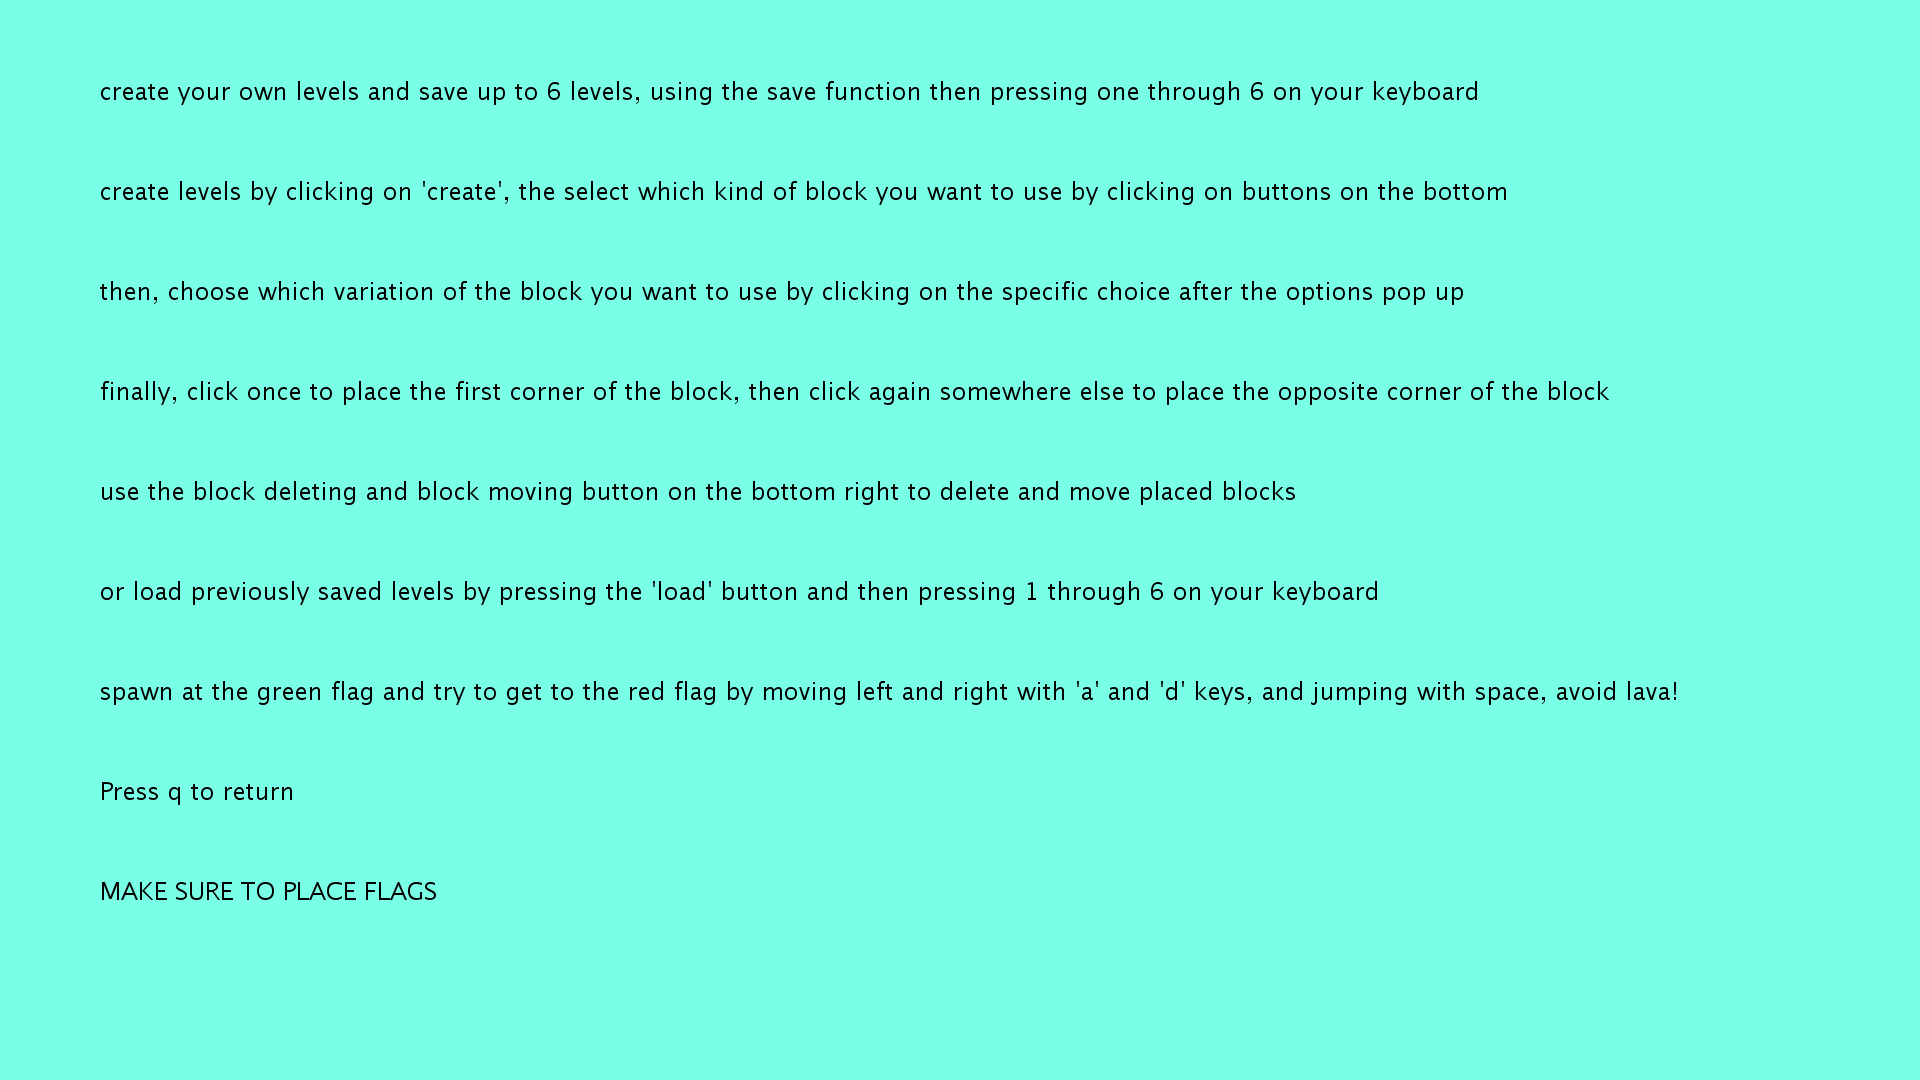 create your own levels and save up to 6 levels, using the save function then pressing one through 6 on your keyboard
create levels by clicking on 'create', the select which kind of block you want to use by clicking on buttons on the bottom
then, choose which variation of the block you want to use by clicking on the specific choice after the options pop up
finally, click once to place the first corner of the block, then click again somewhere else to place the opposite corner of the block
use the block deleting and block moving button on the bottom right to delete and move placed blocks
or load previously saved levels by pressing the 'load' button and then pressing 1 through 6 on your keyboard
spawn at the green flag and try to get to the red flag by moving left and right with 'a' and 'd' keys, and jumping with space, avoid lava!
Press q to return
MAKE SURE TO PLACE FLAGS